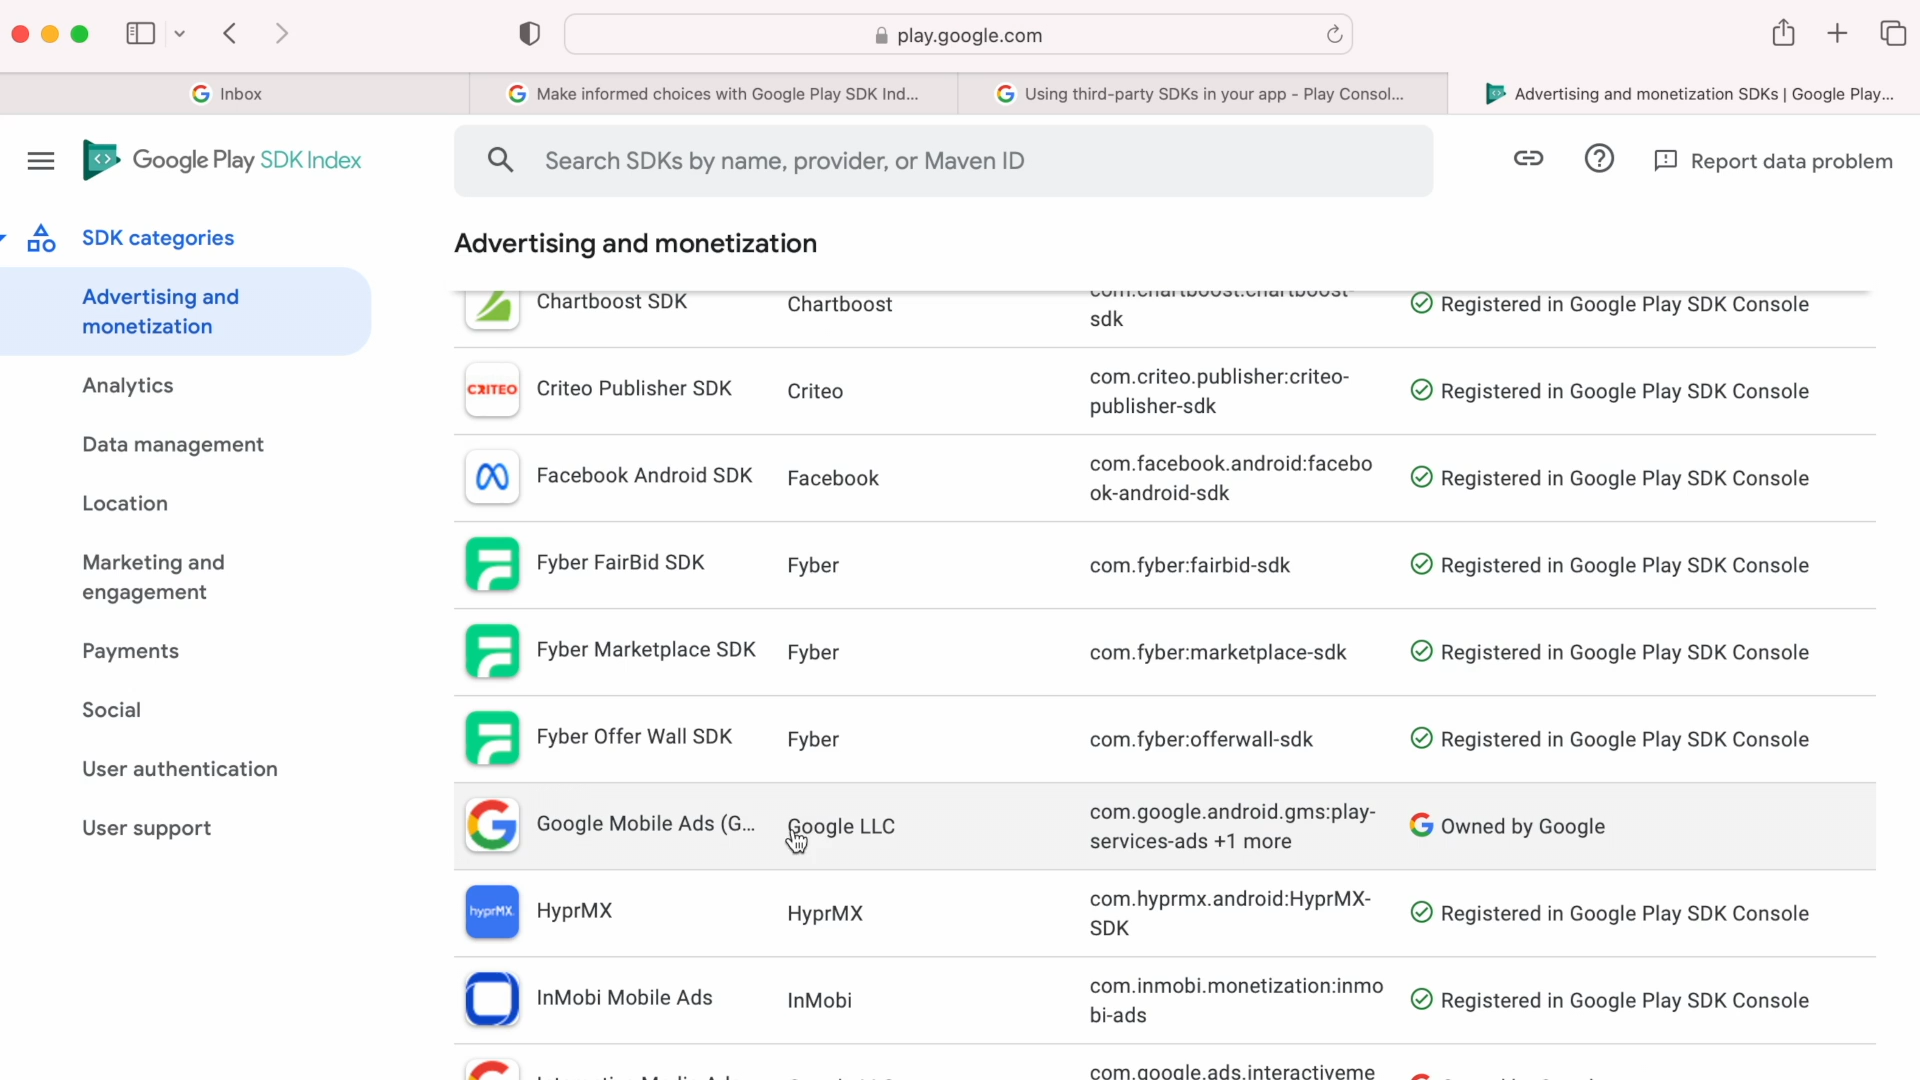 play.google.com
Inbox
Make informed choices with Google Play SDK Ind...
Using third-party SDKs in your app - Play Consol...
Advertising and monetization SDKs | Google Play...
Google Play SDK Index
Search SDKs by name, provider, or Maven ID
Report data problem
SDK categories
Advertising and
monetization
Analytics
Data management
Location
Marketing and
engagement
Payments
Social
User authentication
User support
Advertising and monetization
Chartboost SDK
Chartboost
com.chartboost:chartboost-
sdk
Registered in Google Play SDK Console
CRITEO
Criteo Publisher SDK
Criteo
com.criteo.publisher:criteo-
publisher-sdk
Registered in Google Play SDK Console
Facebook Android SDK
Facebook
com.facebook.android:facebo
ok-android-sdk
Registered in Google Play SDK Console
Fyber FairBid SDK
Fyber
com.fyber:fairbid-sdk
Registered in Google Play SDK Console
Fyber Marketplace SDK
Fyber
com.fyber:marketplace-sdk
Registered in Google Play SDK Console
Fyber Offer Wall SDK
Fyber
com.fyber:offerwall-sdk
Registered in Google Play SDK Console
Google Mobile Ads (G...
Google LLC
com.google.android.gms:play-
services-ads +1 more
Owned by Google
hyprMX
HyprMX
HyprMX
com.hyprmx.android:HyprMX-
SDK
Registered in Google Play SDK Console
InMobi Mobile Ads
InMobi
com.inmobi.monetization:inmo
bi-ads
Registered in Google Play SDK Console
com.google.ads.interactiveme